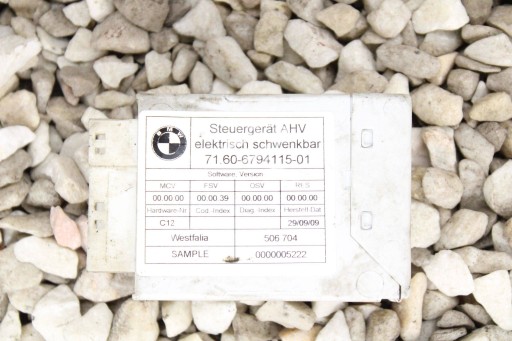 BMW
Steuergerät AHV
elektrisch schwenkbar
71.60-6794115-01
Software, Version
MCV FSV OSV RES
00.00.00 00.00.39 00.00.00 00.00.00
Hardware-Nr. Cod. Index Diag. Index Herstell.Dat.
C12 29/09/09
Westfalia 506 704
SAMPLE 0000005222